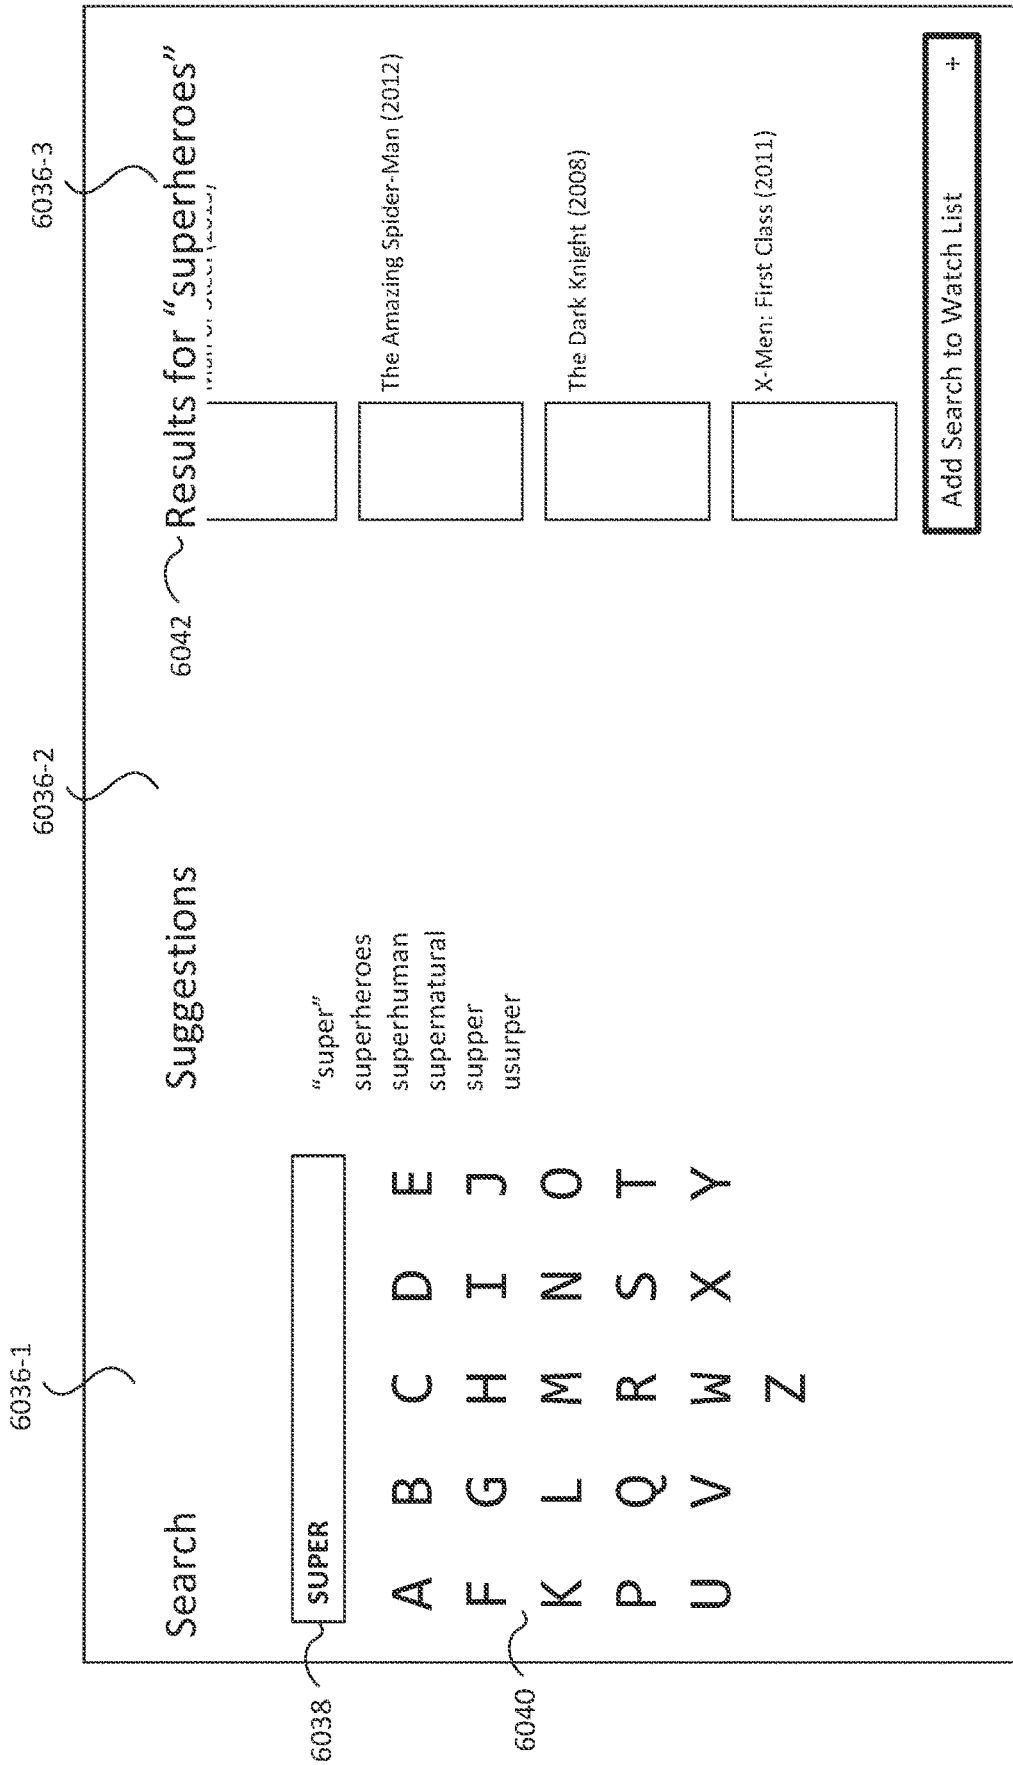 6036-1
6036-2
6036-3
Search
6038
SUPER
A B C D E
F G H I J
K L M N O
P Q R S T
U V W X Y
Z
6040
Suggestions
"super"
superheroes
superhuman
supernatural
supper
usurper
6042
Results for "superheroes"
The Amazing Spider-Man (2012)
The Dark Knight (2008)
X-Men: First Class (2011)
Add Search to Watch List +